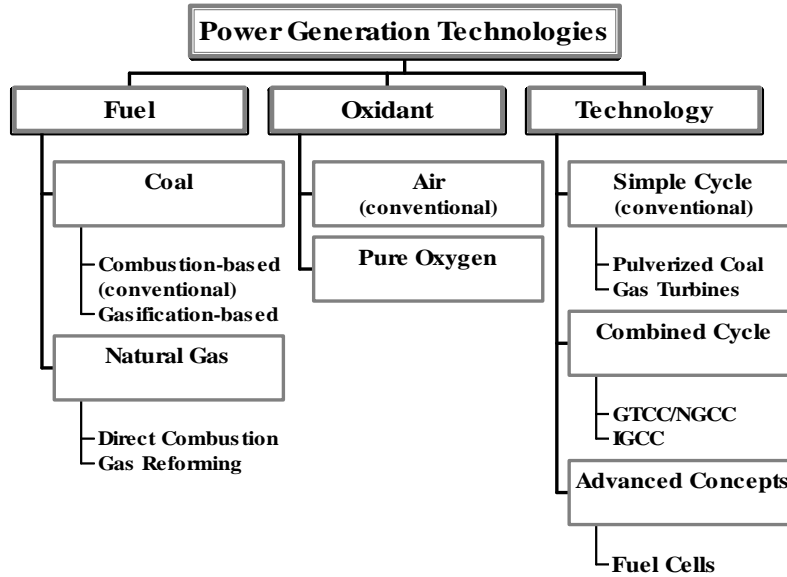 Power Generation Technologies
Fuel
Oxidant
Technology
Coal
Combustion-based
(conventional)
Gasification-based
Natural Gas
Direct Combustion
Gas Reforming
Air
(conventional)
Pure Oxygen
Simple Cycle
(conventional)
Pulverized Coal
Gas Turbines
Combined Cycle
GTCC/NGCC
IGCC
Advanced Concepts
Fuel Cells